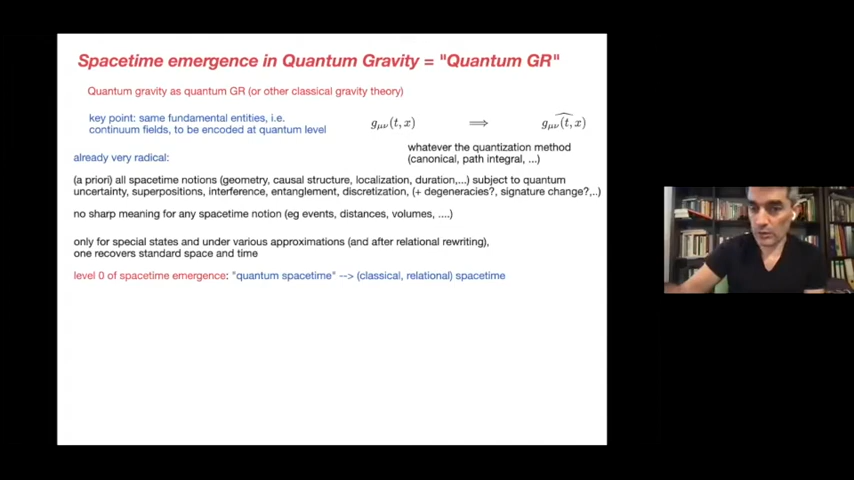 Spacetime emergence in Quantum Gravity = "Quantum GR"
Quantum gravity as quantum GR (or other classical gravity theory)
key point: same fundamental entities, i.e.
continuum fields, to be encoded at quantum level
g_{μν}(t, x) ⟹ \widehat{g_{μν}(t, x)}
whatever the quantization method
(canonical, path integral, ...)
already very radical:
(a priori) all spacetime notions (geometry, causal structure, localization, duration,...) subject to quantum
uncertainty, superpositions, interference, entanglement, discretization, (+ degeneracies?, signature change?,..)
no sharp meaning for any spacetime notion (eg events, distances, volumes, ....)
only for special states and under various approximations (and after relational rewriting),
one recovers standard space and time
level 0 of spacetime emergence: "quantum spacetime" --> (classical, relational) spacetime